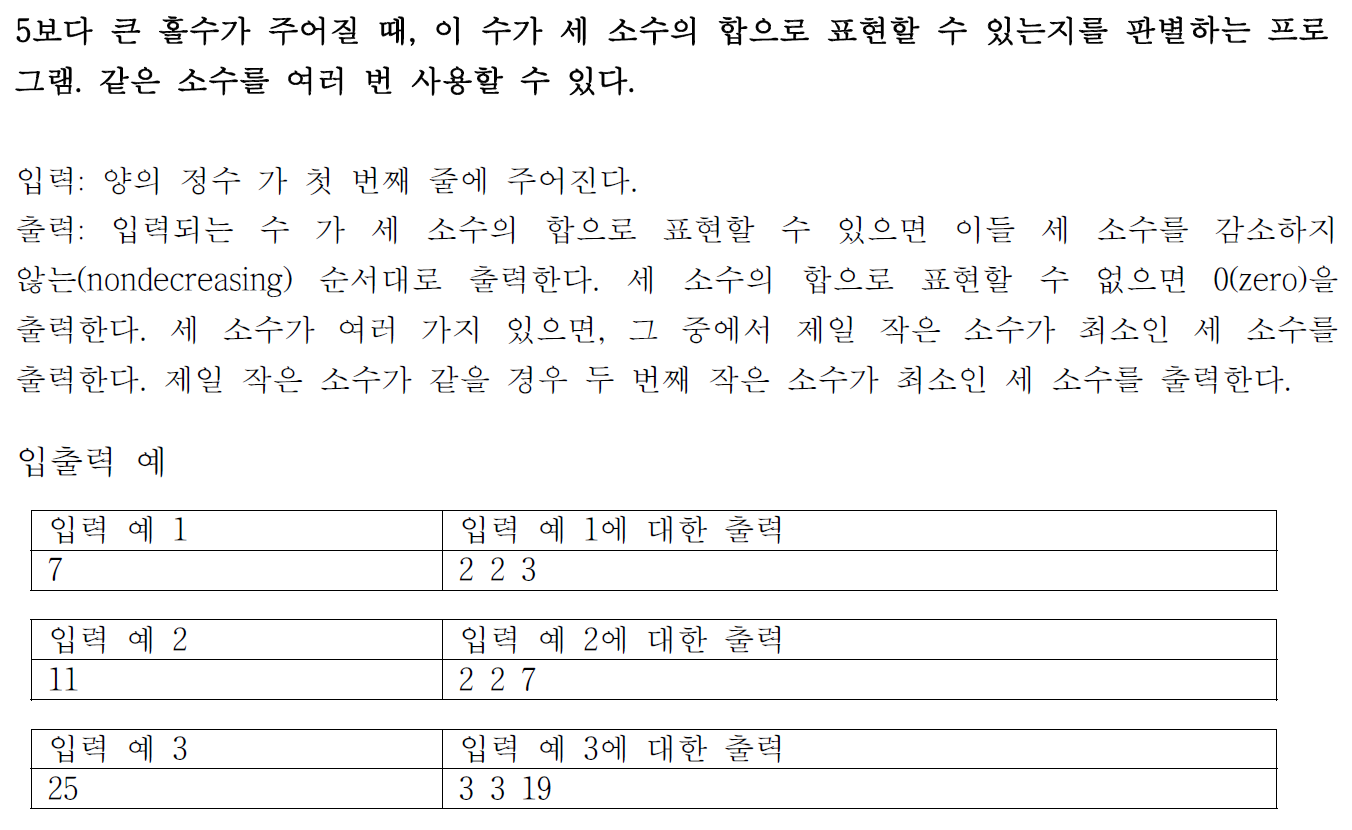 5보다 큰 홀수가 주어질 때, 이 수가 세 소수의 합으로 표현할 수 있는지를 판별하는 프로
그램. 같은 소수를 여러 번 사용할 수 있다.
입력: 양의 정수 가 첫 번째 줄에 주어진다.
출력: 입력되는 수 가 세 소수의 합으로 표현할 수 있으면 이들 세 소수를 감소하지
않는(nondecreasing) 순서대로 출력한다. 세 소수의 합으로 표현할 수 없으면 0(zero)을
출력한다. 세 소수가 여러 가지 있으면, 그 중에서 제일 작은 소수가 최소인 세 소수를
출력한다. 제일 작은 소수가 같을 경우 두 번째 작은 소수가 최소인 세 소수를 출력한다.
입출력 예
입력 예 1 입력 예 1에 대한 출력
7 2 2 3
입력 예 2 입력 예 2에 대한 출력
11 2 2 7
입력 예 3 입력 예 3에 대한 출력
25 3 3 19